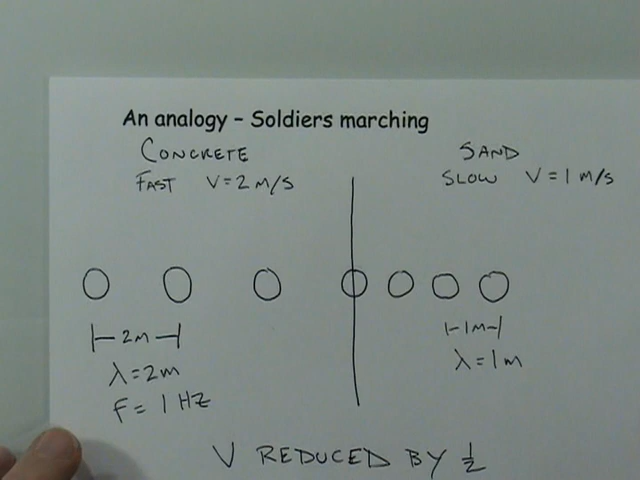 An analogy – Soldiers marching
CONCRETE
FAST V = 2 M/S
SAND
SLOW V = 1 M/S
2M
λ = 2m
F = 1 HZ
1M
λ = 1m
V REDUCED BY 1/2